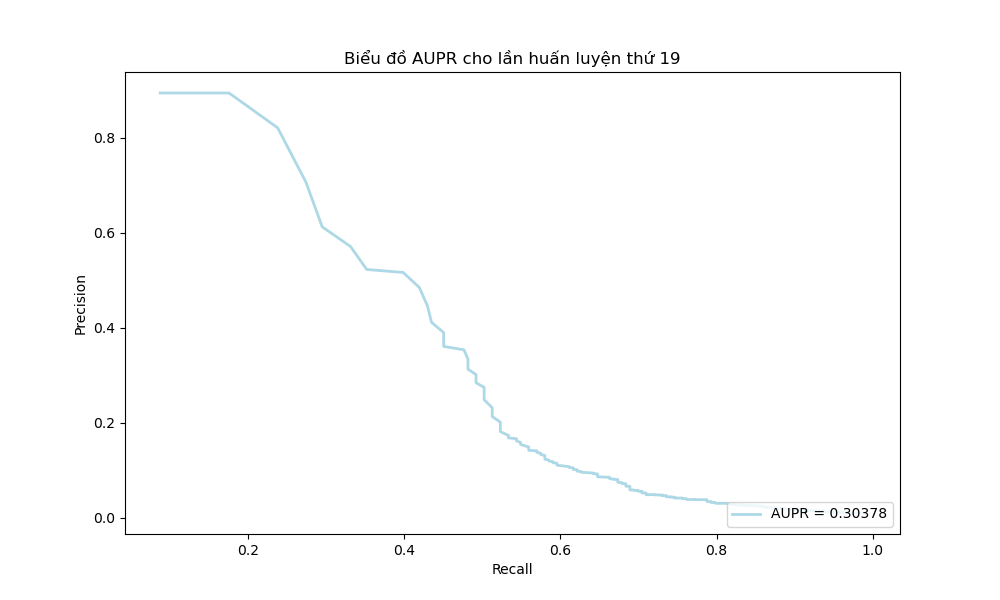 Biểu đồ AUPR cho lần huấn luyện thứ 19
Precision
0.8
0.6
0.4
0.2
0.0
AUPR = 0.30378
0.2 0.4 0.6 0.8 1.0
Recall